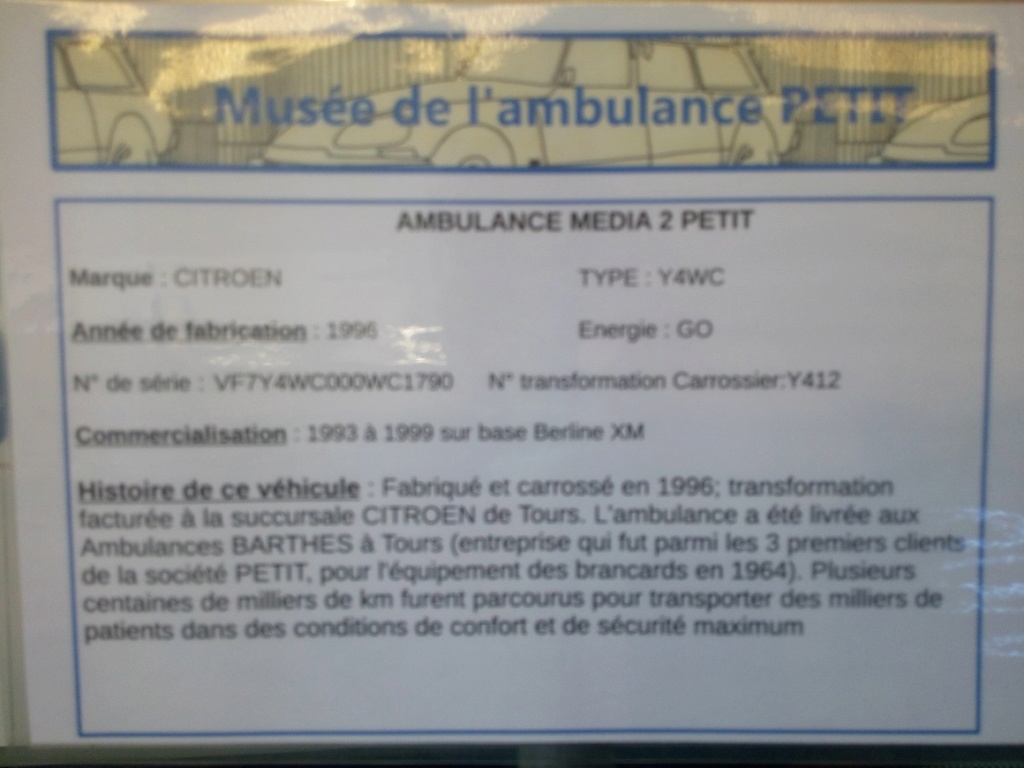 Musée de l'ambulance PETIT
AMBULANCE MEDIA 2 PETIT
Marque : CITROEN TYPE : Y4WC
Année de fabrication : 1996 Energie : GO
N° de série : VF7Y4WC000WC1790 N° transformation Carrossier:Y412
Commercialisation : 1993 à 1999 sur base Berline XM
Histoire de ce véhicule : Fabriqué et carrossé en 1996; transformation
facturée à la succursale CITROEN de Tours. L'ambulance a été livrée aux
Ambulances BARTHES à Tours (entreprise qui fut parmi les 3 premiers clients
de la société PETIT, pour l'équipement des brancards en 1964). Plusieurs
centaines de milliers de km furent parcourus pour transporter des milliers de
patients dans des conditions de confort et de sécurité maximum